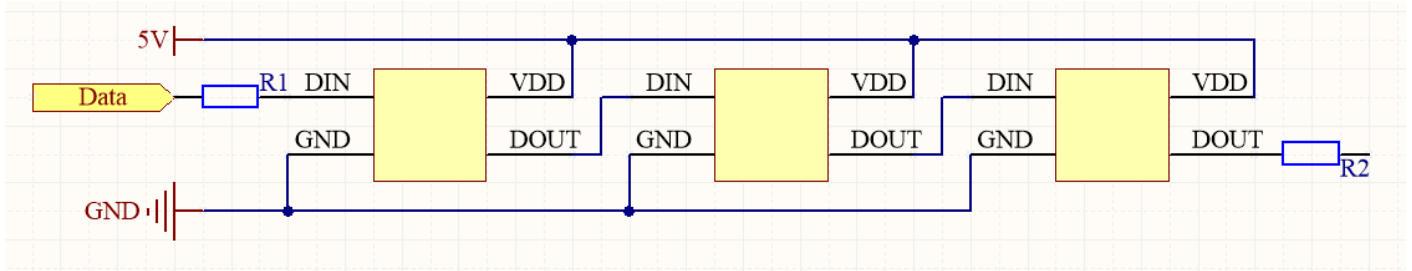 5V
Data
R1
DIN
VDD
GND
DOUT
DIN
VDD
GND
DOUT
DIN
VDD
GND
DOUT
R2
GND